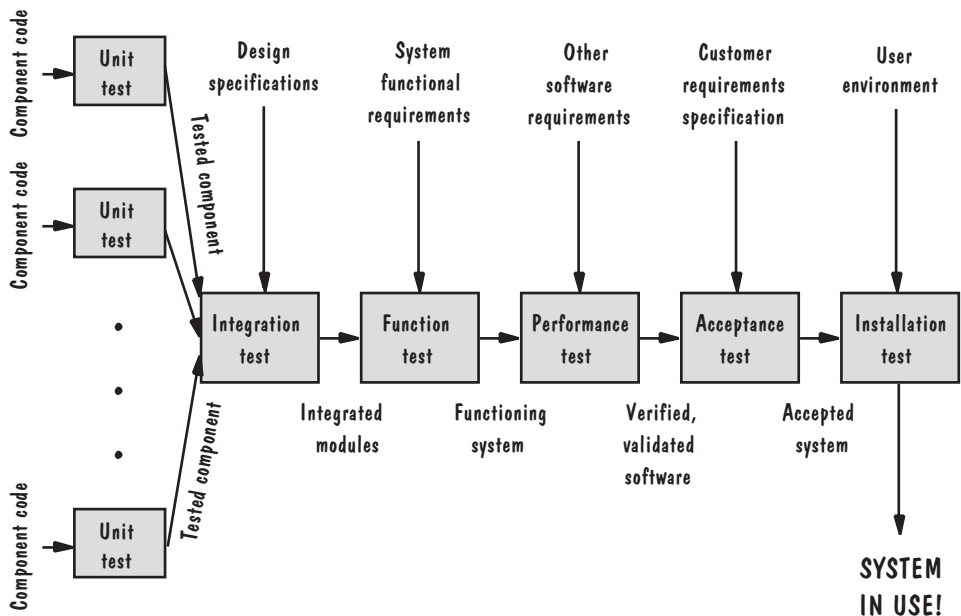 Component code
Unit
test
Tested component
Component code
Unit
test
Component code
Unit
test
Tested component
Design
specifications
System
functional
requirements
Other
software
requirements
Customer
requirements
specification
User
environment
Integration
test
Function
test
Performance
test
Acceptance
test
Installation
test
Integrated
modules
Functioning
system
Verified,
validated
software
Accepted
system
SYSTEM
IN USE!